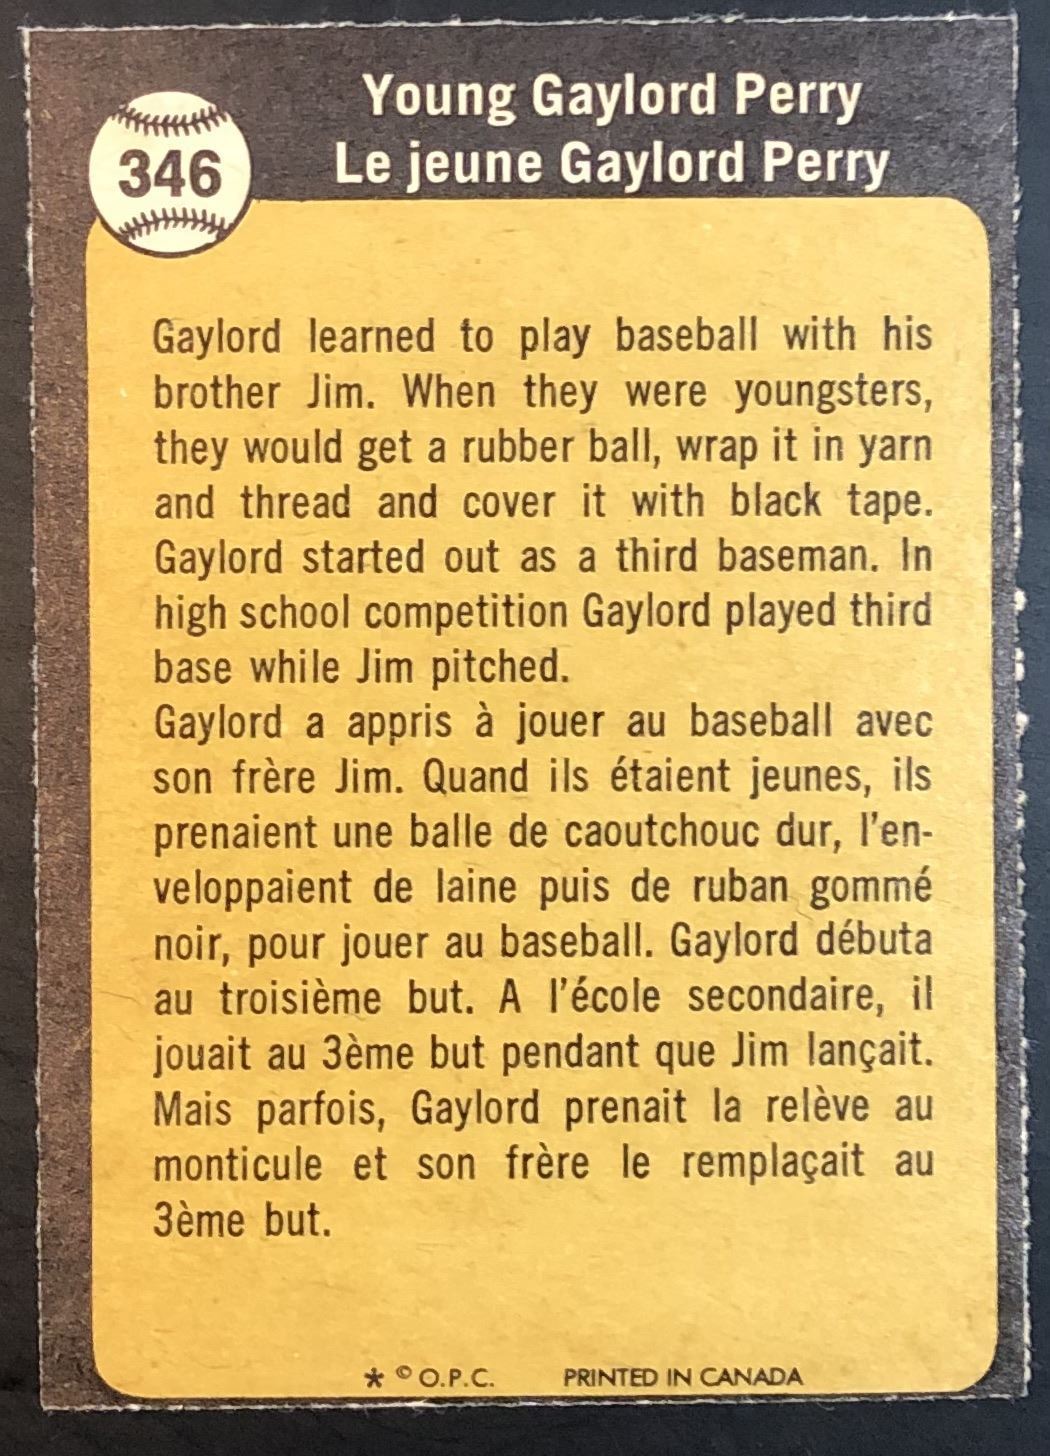 346
Young Gaylord Perry
Le jeune Gaylord Perry
Gaylord learned to play baseball with his
brother Jim. When they were youngsters,
they would get a rubber ball, wrap it in yarn
and thread and cover it with black tape.
Gaylord started out as a third baseman. In
high school competition Gaylord played third
base while Jim pitched.
Gaylord a appris à jouer au baseball avec
son frère Jim. Quand ils étaient jeunes, ils
prenaient une balle de caoutchouc dur, l'en-
veloppaient de laine puis de ruban gommé
noir, pour jouer au baseball. Gaylord débuta
au troisième but. A l'école secondaire, il
jouait au 3ème but pendant que Jim lançait.
Mais parfois, Gaylord prenait la relève au
monticule et son frère le remplaçait au
3ème but.
* © O.P.C. PRINTED IN CANADA